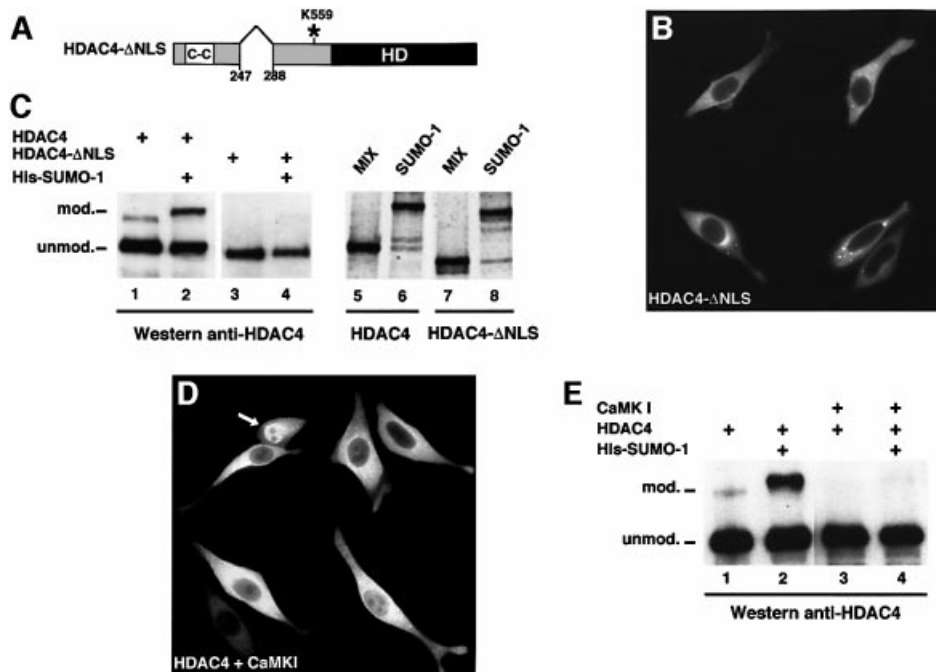 A
K559
*
HDAC4-ΔNLS
C-C
HD
247 288
B
HDAC4-ΔNLS
C
HDAC4 + +
HDAC4-ΔNLS + +
His-SUMO-1 + +
MIX SUMO-1 MIX SUMO-1
mod.
unmod.
1 2 3 4 5 6 7 8
Western anti-HDAC4 HDAC4 HDAC4-ΔNLS
D
HDAC4 + CaMKI
E
CaMK I + +
HDAC4 + + + +
His-SUMO-1 + +
mod.
unmod.
1 2 3 4
Western anti-HDAC4